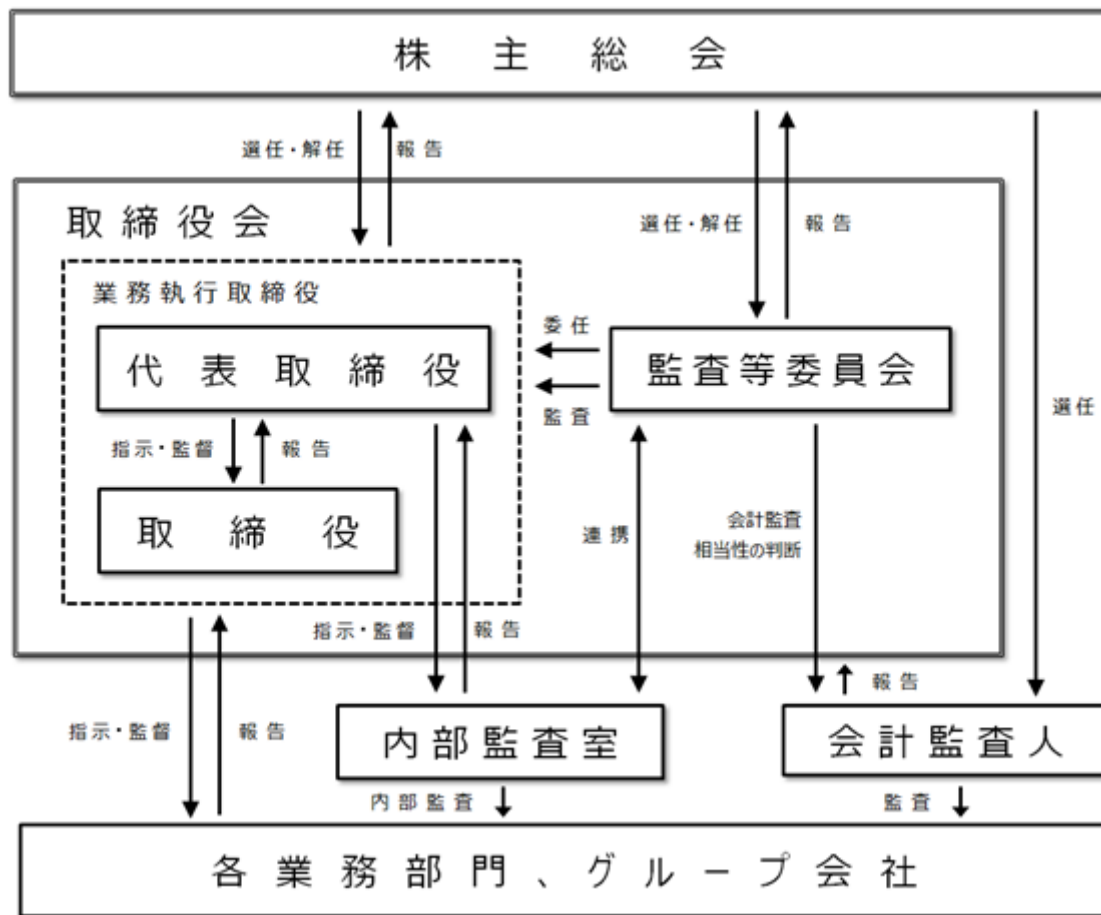 株主総会
選任・解任
報告
選任・解任
報告
選任
取締役会
業務執行取締役
代表取締役
委任
監査
監査等委員会
指示・監督
報告
取締役
連携
会計監査
相当性の判断
指示・監督
報告
報告
指示・監督
報告
内部監査室
会計監査人
内部監査
監査
各業務部門、グループ会社